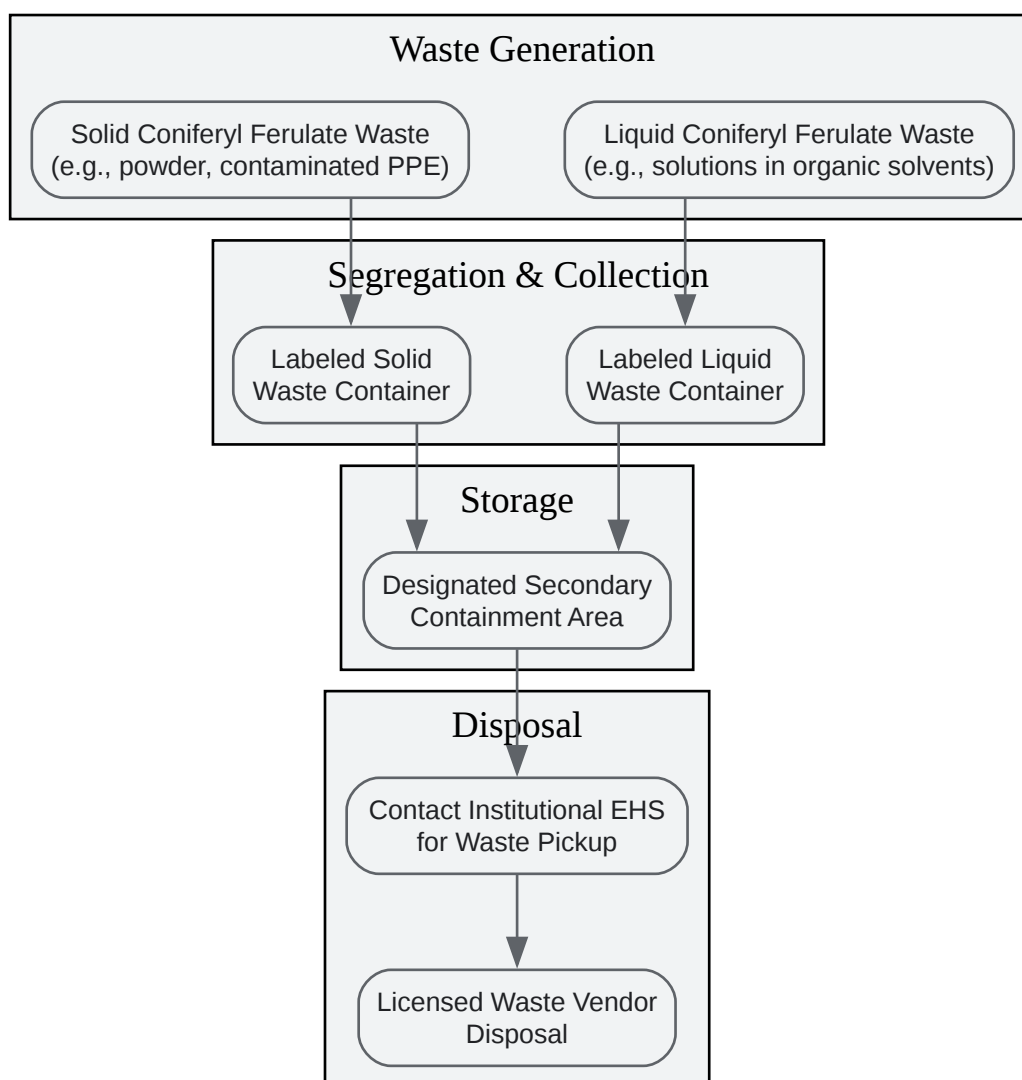 Waste Generation
Solid Coniferyl Ferulate Waste
(e.g., powder, contaminated PPE)
Liquid Coniferyl Ferulate Waste
(e.g., solutions in organic solvents)
Segregation & Collection
Labeled Solid
Waste Container
Labeled Liquid
Waste Container
Storage
Designated Secondary
Containment Area
Disposal
Contact Institutional EHS
for Waste Pickup
Licensed Waste Vendor
Disposal